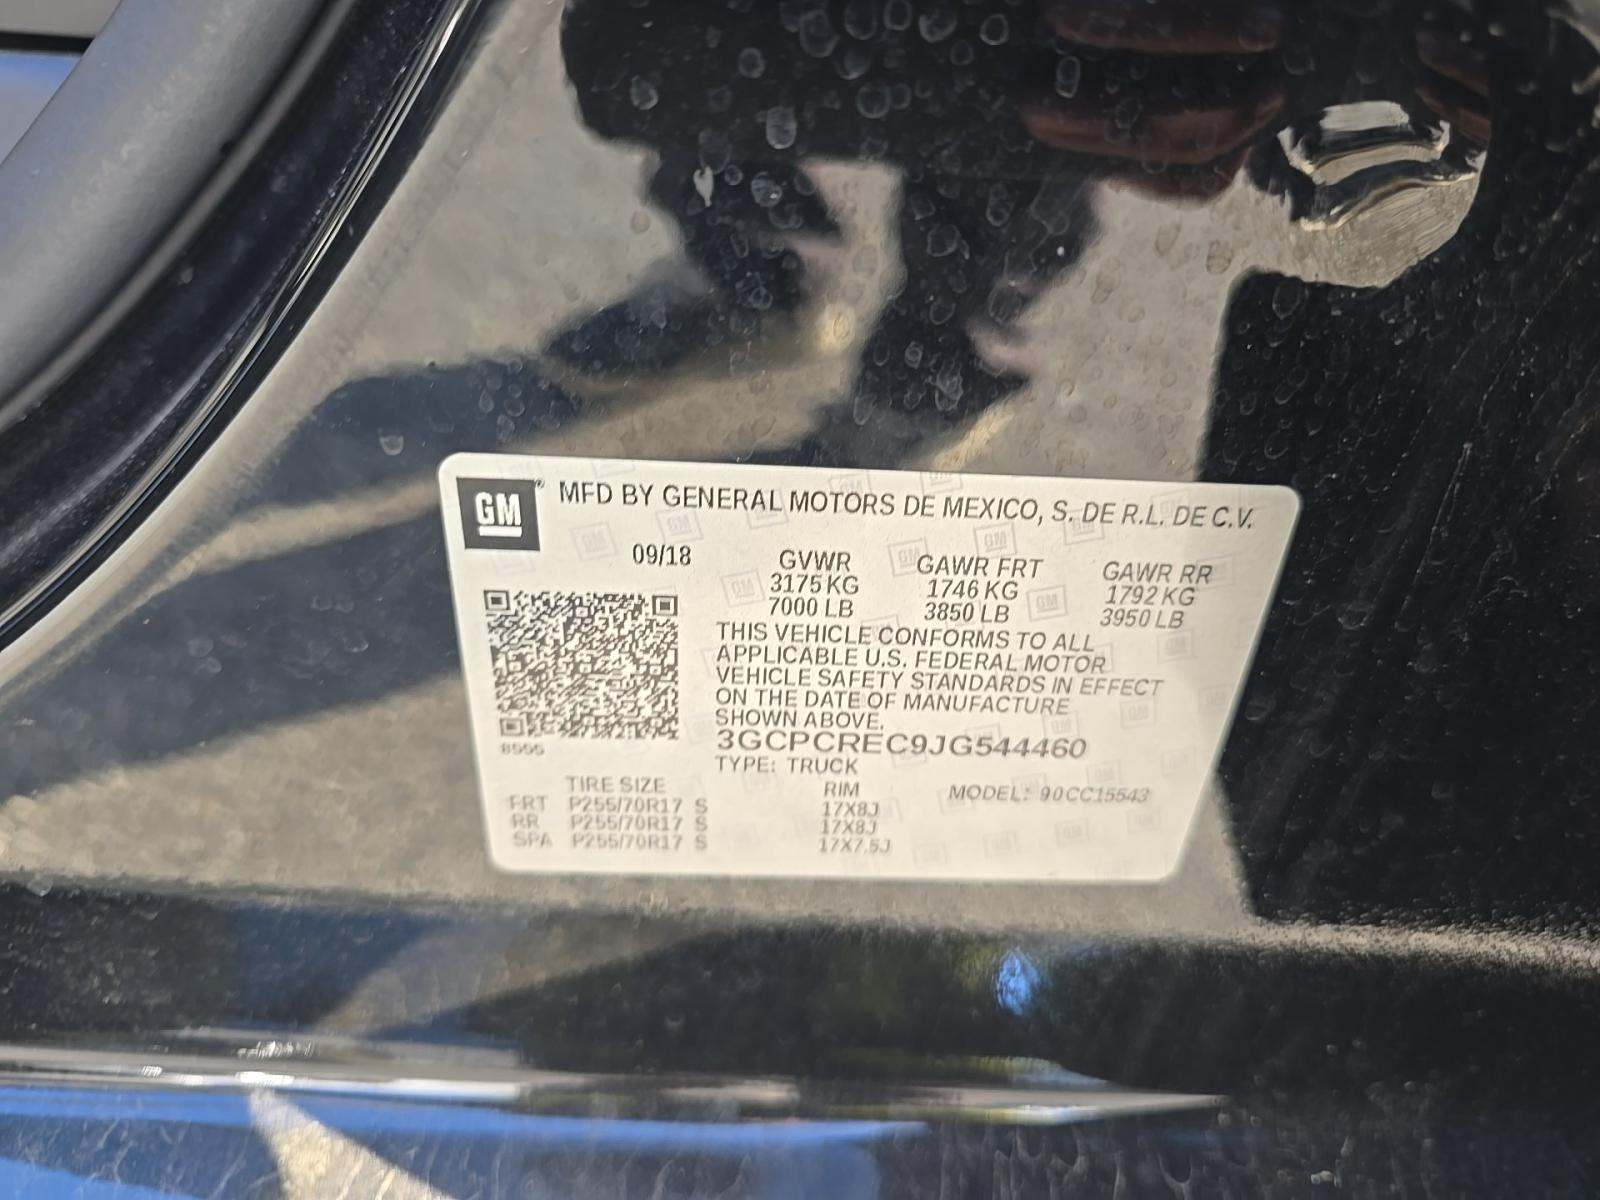 GM MFD BY GENERAL MOTORS DE MEXICO, S. DE R.L. DE C.V.
09/18 GVWR GAWR FRT GAWR RR
3175 KG 1746 KG 1792 KG
7000 LB 3850 LB 3950 LB
THIS VEHICLE CONFORMS TO ALL
APPLICABLE U.S. FEDERAL MOTOR
VEHICLE SAFETY STANDARDS IN EFFECT
ON THE DATE OF MANUFACTURE
SHOWN ABOVE.
3GCPCREC9JG544460
TYPE: TRUCK
TIRE SIZE RIM MODEL: 90CC15543
FRT P255/70R17 S 17X8J
RR P255/70R17 S 17X8J
SPA P255/70R17 S 17X7.5J